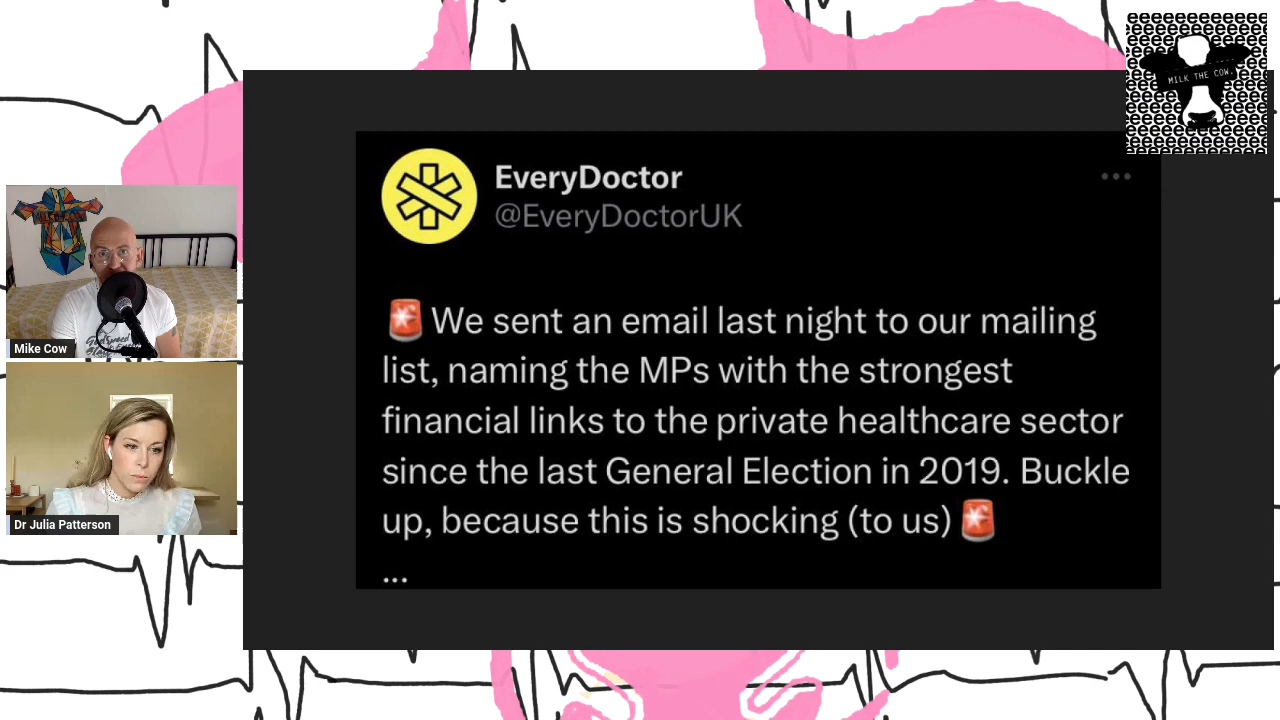 MILK THE COW.
EveryDoctor
@EveryDoctorUK
🚨 We sent an email last night to our mailing
list, naming the MPs with the strongest
financial links to the private healthcare sector
since the last General Election in 2019. Buckle
up, because this is shocking (to us) 🚨
...
Mike Cow
Dr Julia Patterson